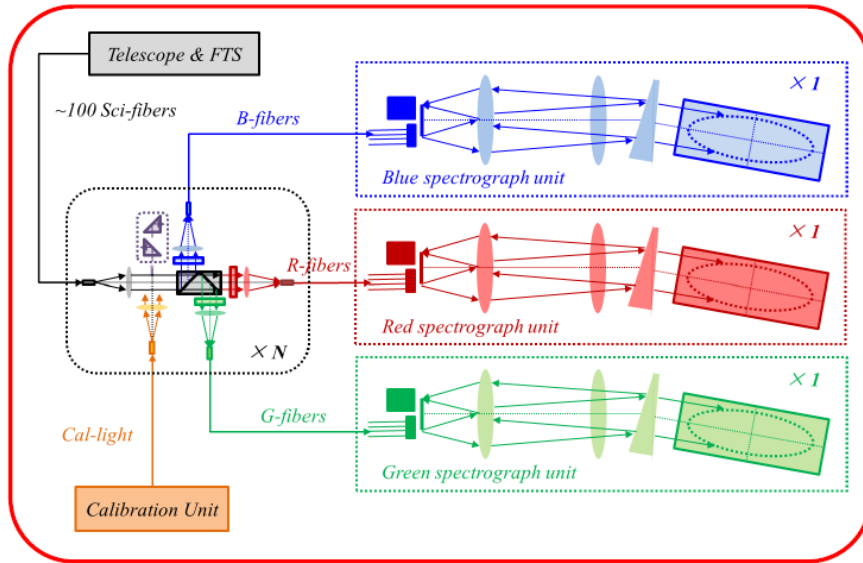 Telescope & FTS
~100 Sci-fibers
B-fibers
× 1
Blue spectrograph unit
R-fibers
× 1
Red spectrograph unit
× N
G-fibers
× 1
Green spectrograph unit
Cal-light
Calibration Unit